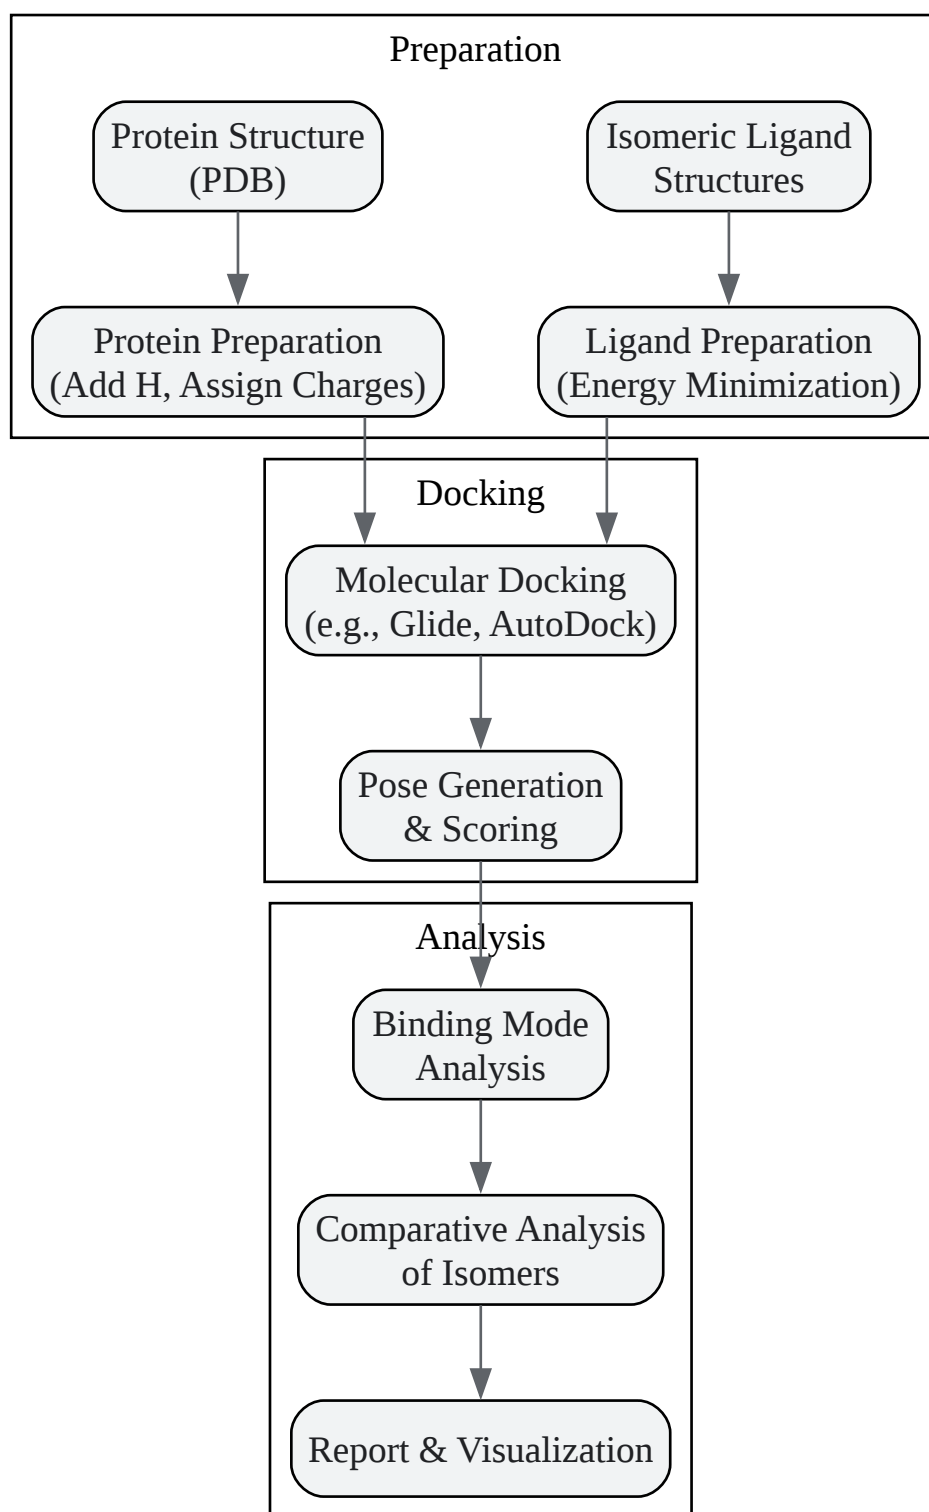 Preparation
Protein Structure
(PDB)
Isomeric Ligand
Structures
Protein Preparation
(Add H, Assign Charges)
Ligand Preparation
(Energy Minimization)
Docking
Molecular Docking
(e.g., Glide, AutoDock)
Pose Generation
& Scoring
Analysis
Binding Mode
Analysis
Comparative Analysis
of Isomers
Report & Visualization